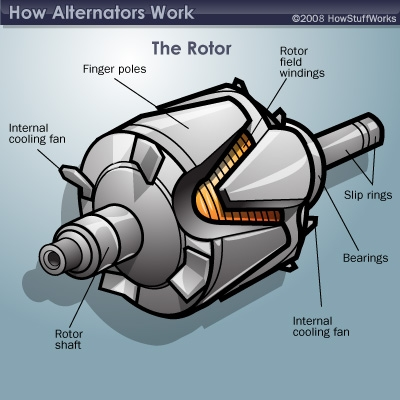 How Alternators Work
©2008 HowStuffWorks
The Rotor
Finger poles
Rotor
field
windings
Internal
cooling fan
Slip rings
Bearings
Internal
cooling fan
Rotor
shaft